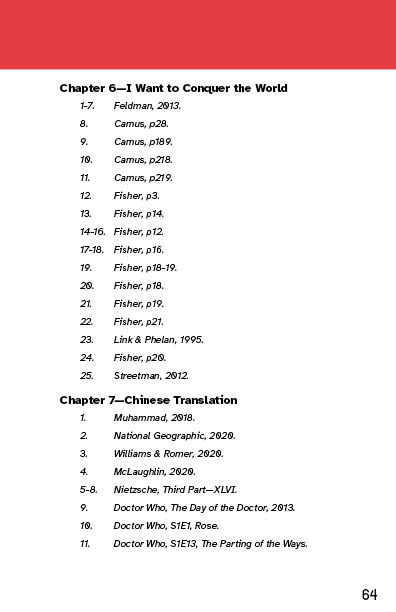 Chapter 6—I Want to Conquer the World
1-7. Feldman, 2013.
8. Camus, p28.
9. Camus, p189.
10. Camus, p218.
11. Camus, p219.
12. Fisher, p3.
13. Fisher, p14.
14-16. Fisher, p12.
17-18. Fisher, p16.
19. Fisher, p18-19.
20. Fisher, p18.
21. Fisher, p19.
22. Fisher, p21.
23. Link & Phelan, 1995.
24. Fisher, p20.
25. Streetman, 2012.
Chapter 7—Chinese Translation
1. Muhammad, 2018.
2. National Geographic, 2020.
3. Williams & Romer, 2020.
4. McLaughlin, 2020.
5-8. Nietzsche, Third Part—XLVI.
9. Doctor Who, The Day of the Doctor, 2013.
10. Doctor Who, S1E1, Rose.
11. Doctor Who, S1E13, The Parting of the Ways.
64